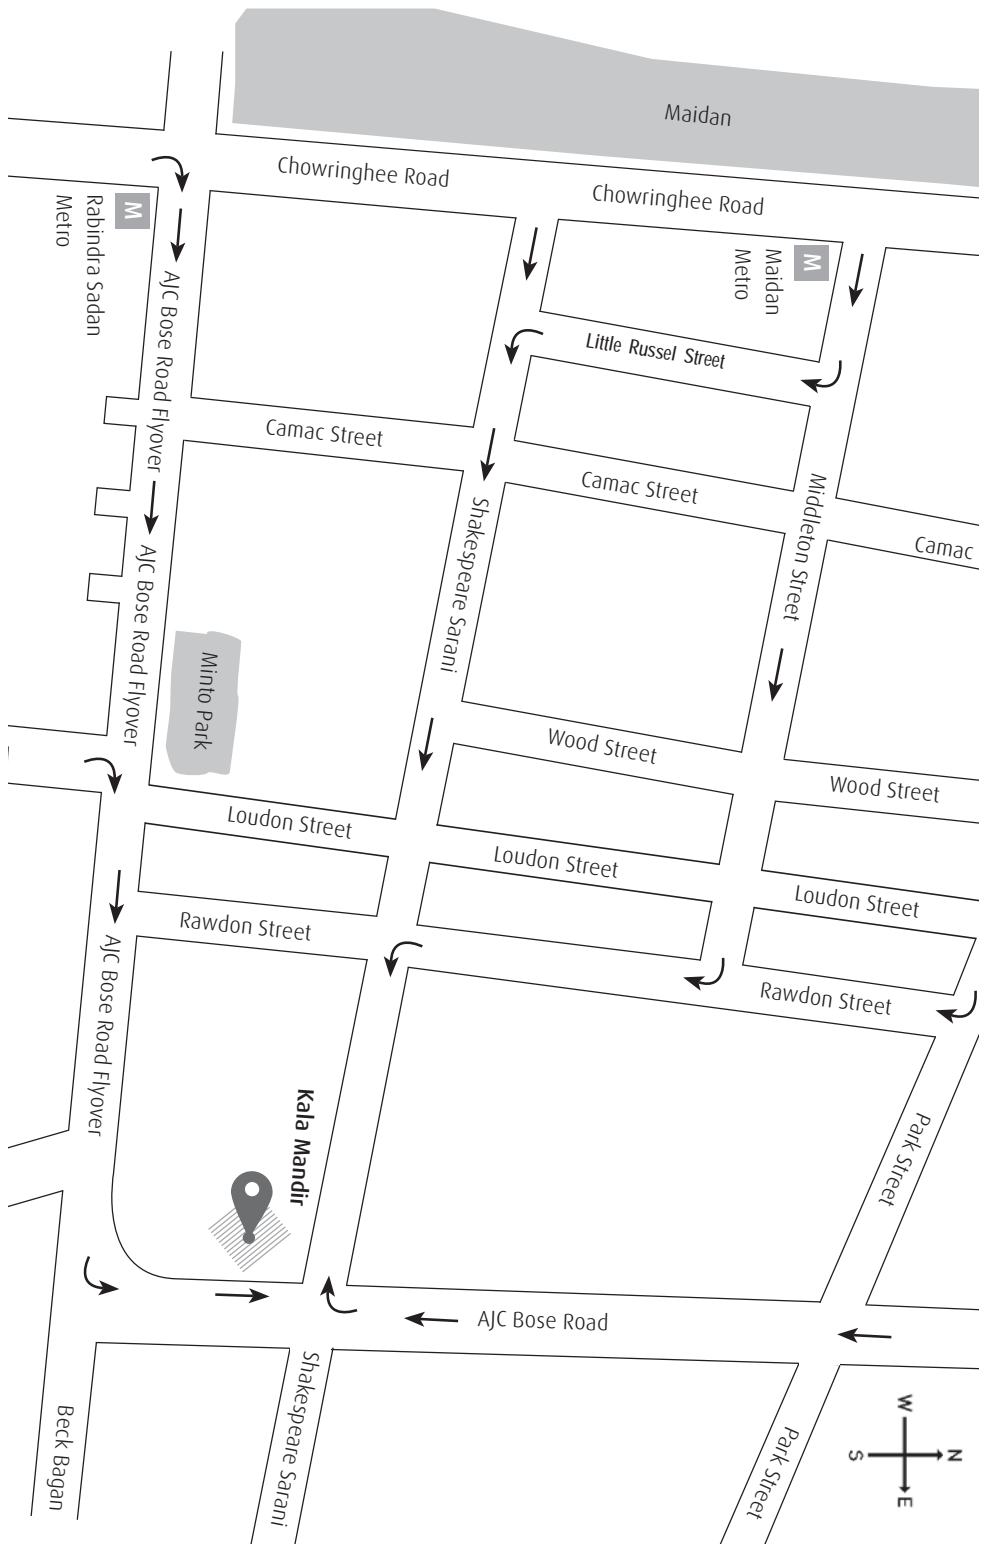 Maidan
Chowringhee Road
Chowringhee Road
M
Rabindra Sadan
Metro
M
Maidan
Metro
AJC Bose Road Flyover
Little Russel Street
Camac Street
Camac Street
Camac
Middleton Street
Shakespeare Sarani
AJC Bose Road Flyover
Minto Park
Wood Street
Wood Street
Loudon Street
Loudon Street
Loudon Street
Rawdon Street
Rawdon Street
AJC Bose Road Flyover
Kala Mandir
Park Street
AJC Bose Road
Shakespeare Sarani
Beck Bagan
Park Street
W
N
S
E